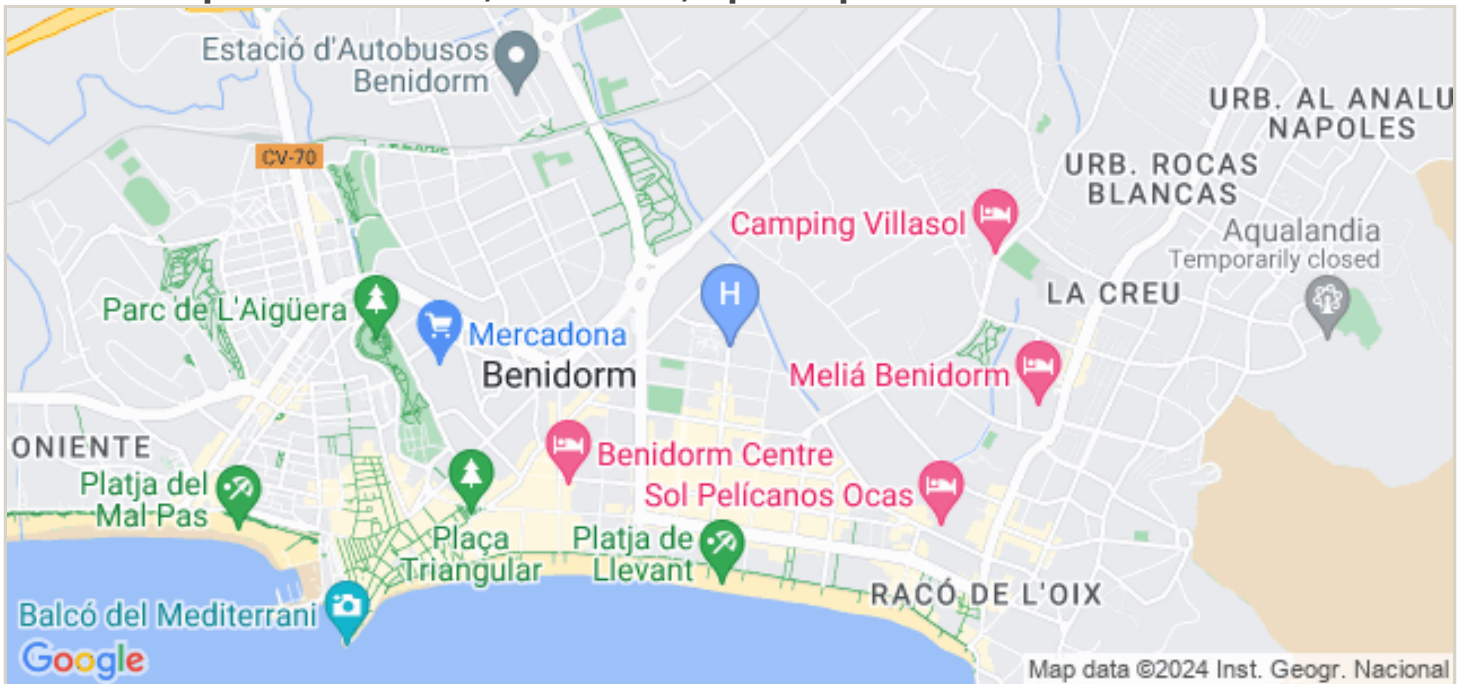 Estació d'Autobusos
Benidorm
URB. AL ANALU
NAPOLES
CV-70
URB. ROCAS
BLANCAS
Camping Villasol
Aqualandia
Temporarily closed
H
LA CREU
Parc de L'Aigüera
Mercadona
Benidorm
Meliá Benidorm
ONIENTE
Benidorm Centre
Platja del
Mal Pas
Sol Pelícanos Ocas
Plaça
Triangular
Platja de
Llevant
RACÓ DE L'OIX
Balcó del Mediterrani
Google
Map data ©2024 Inst. Geogr. Nacional